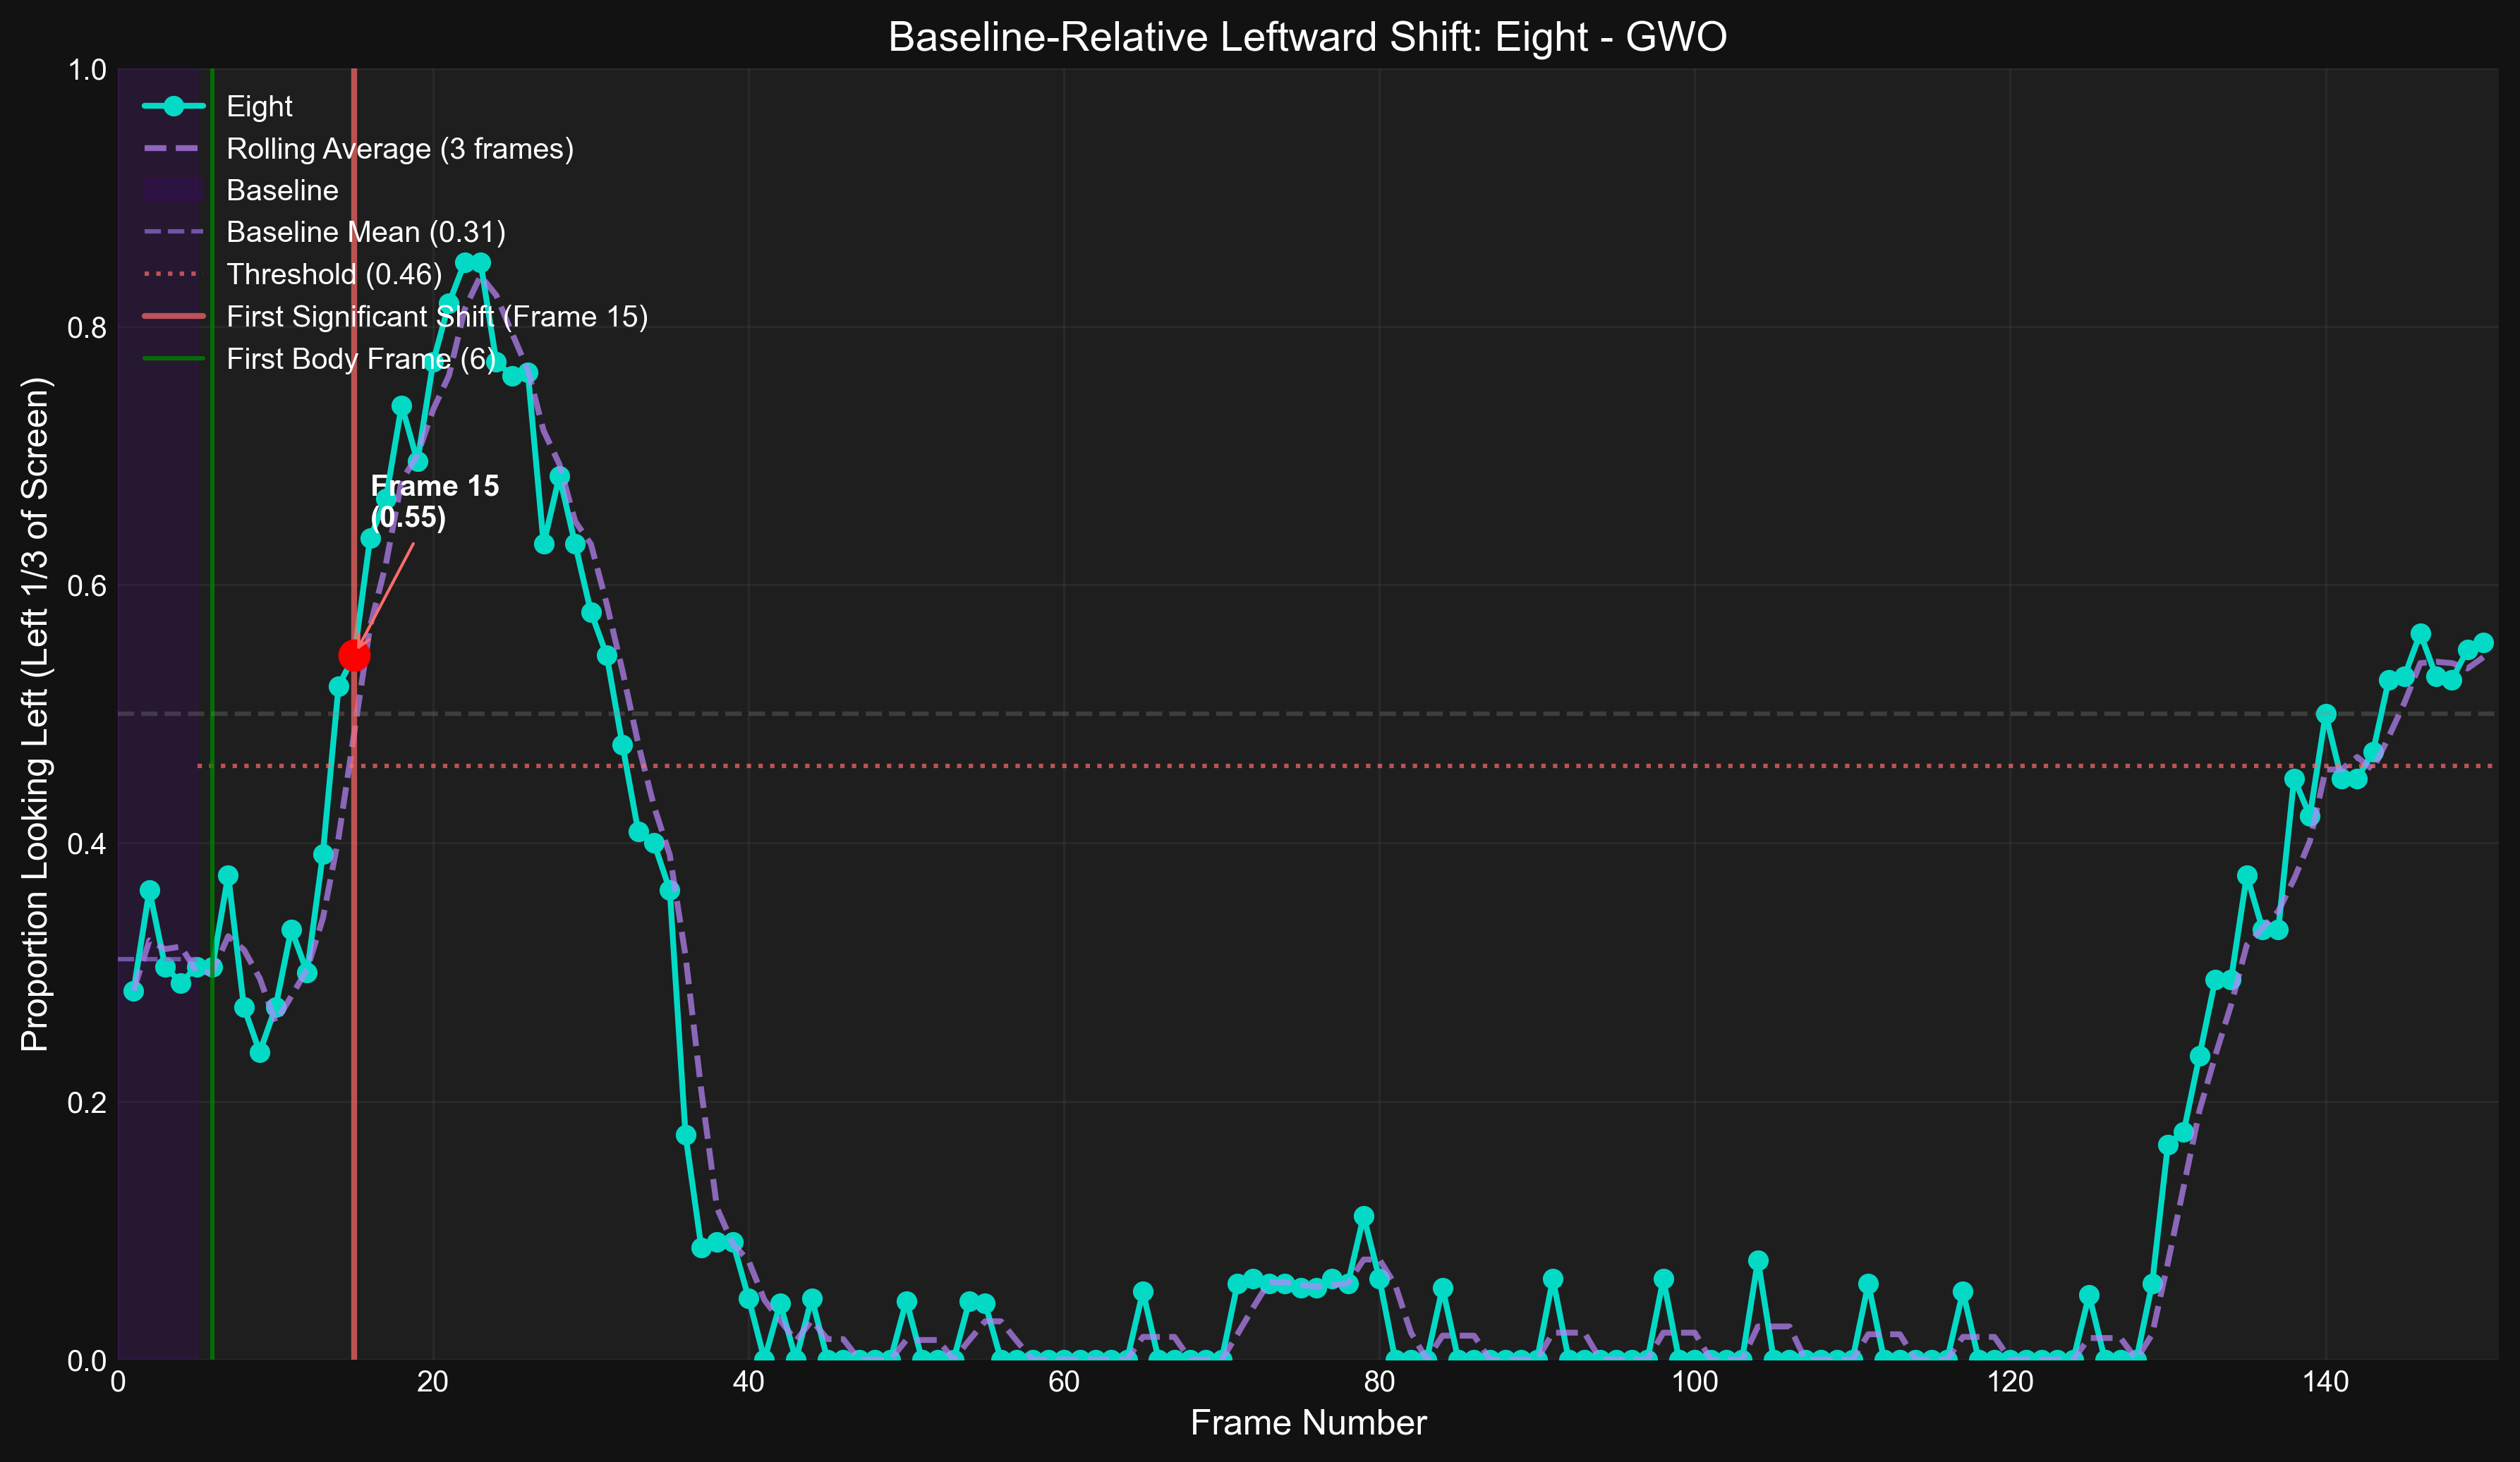 Baseline-Relative Leftward Shift: Eight - GWO
Proportion Looking Left (Left 1/3 of Screen)
1.0
0.8
0.6
0.4
0.2
0.0
Eight
Rolling Average (3 frames)
Baseline
Baseline Mean (0.31)
Threshold (0.46)
First Significant Shift (Frame 15)
First Body Frame (6)
Frame 15
(0.55)
0
20
40
60
80
100
120
140
Frame Number